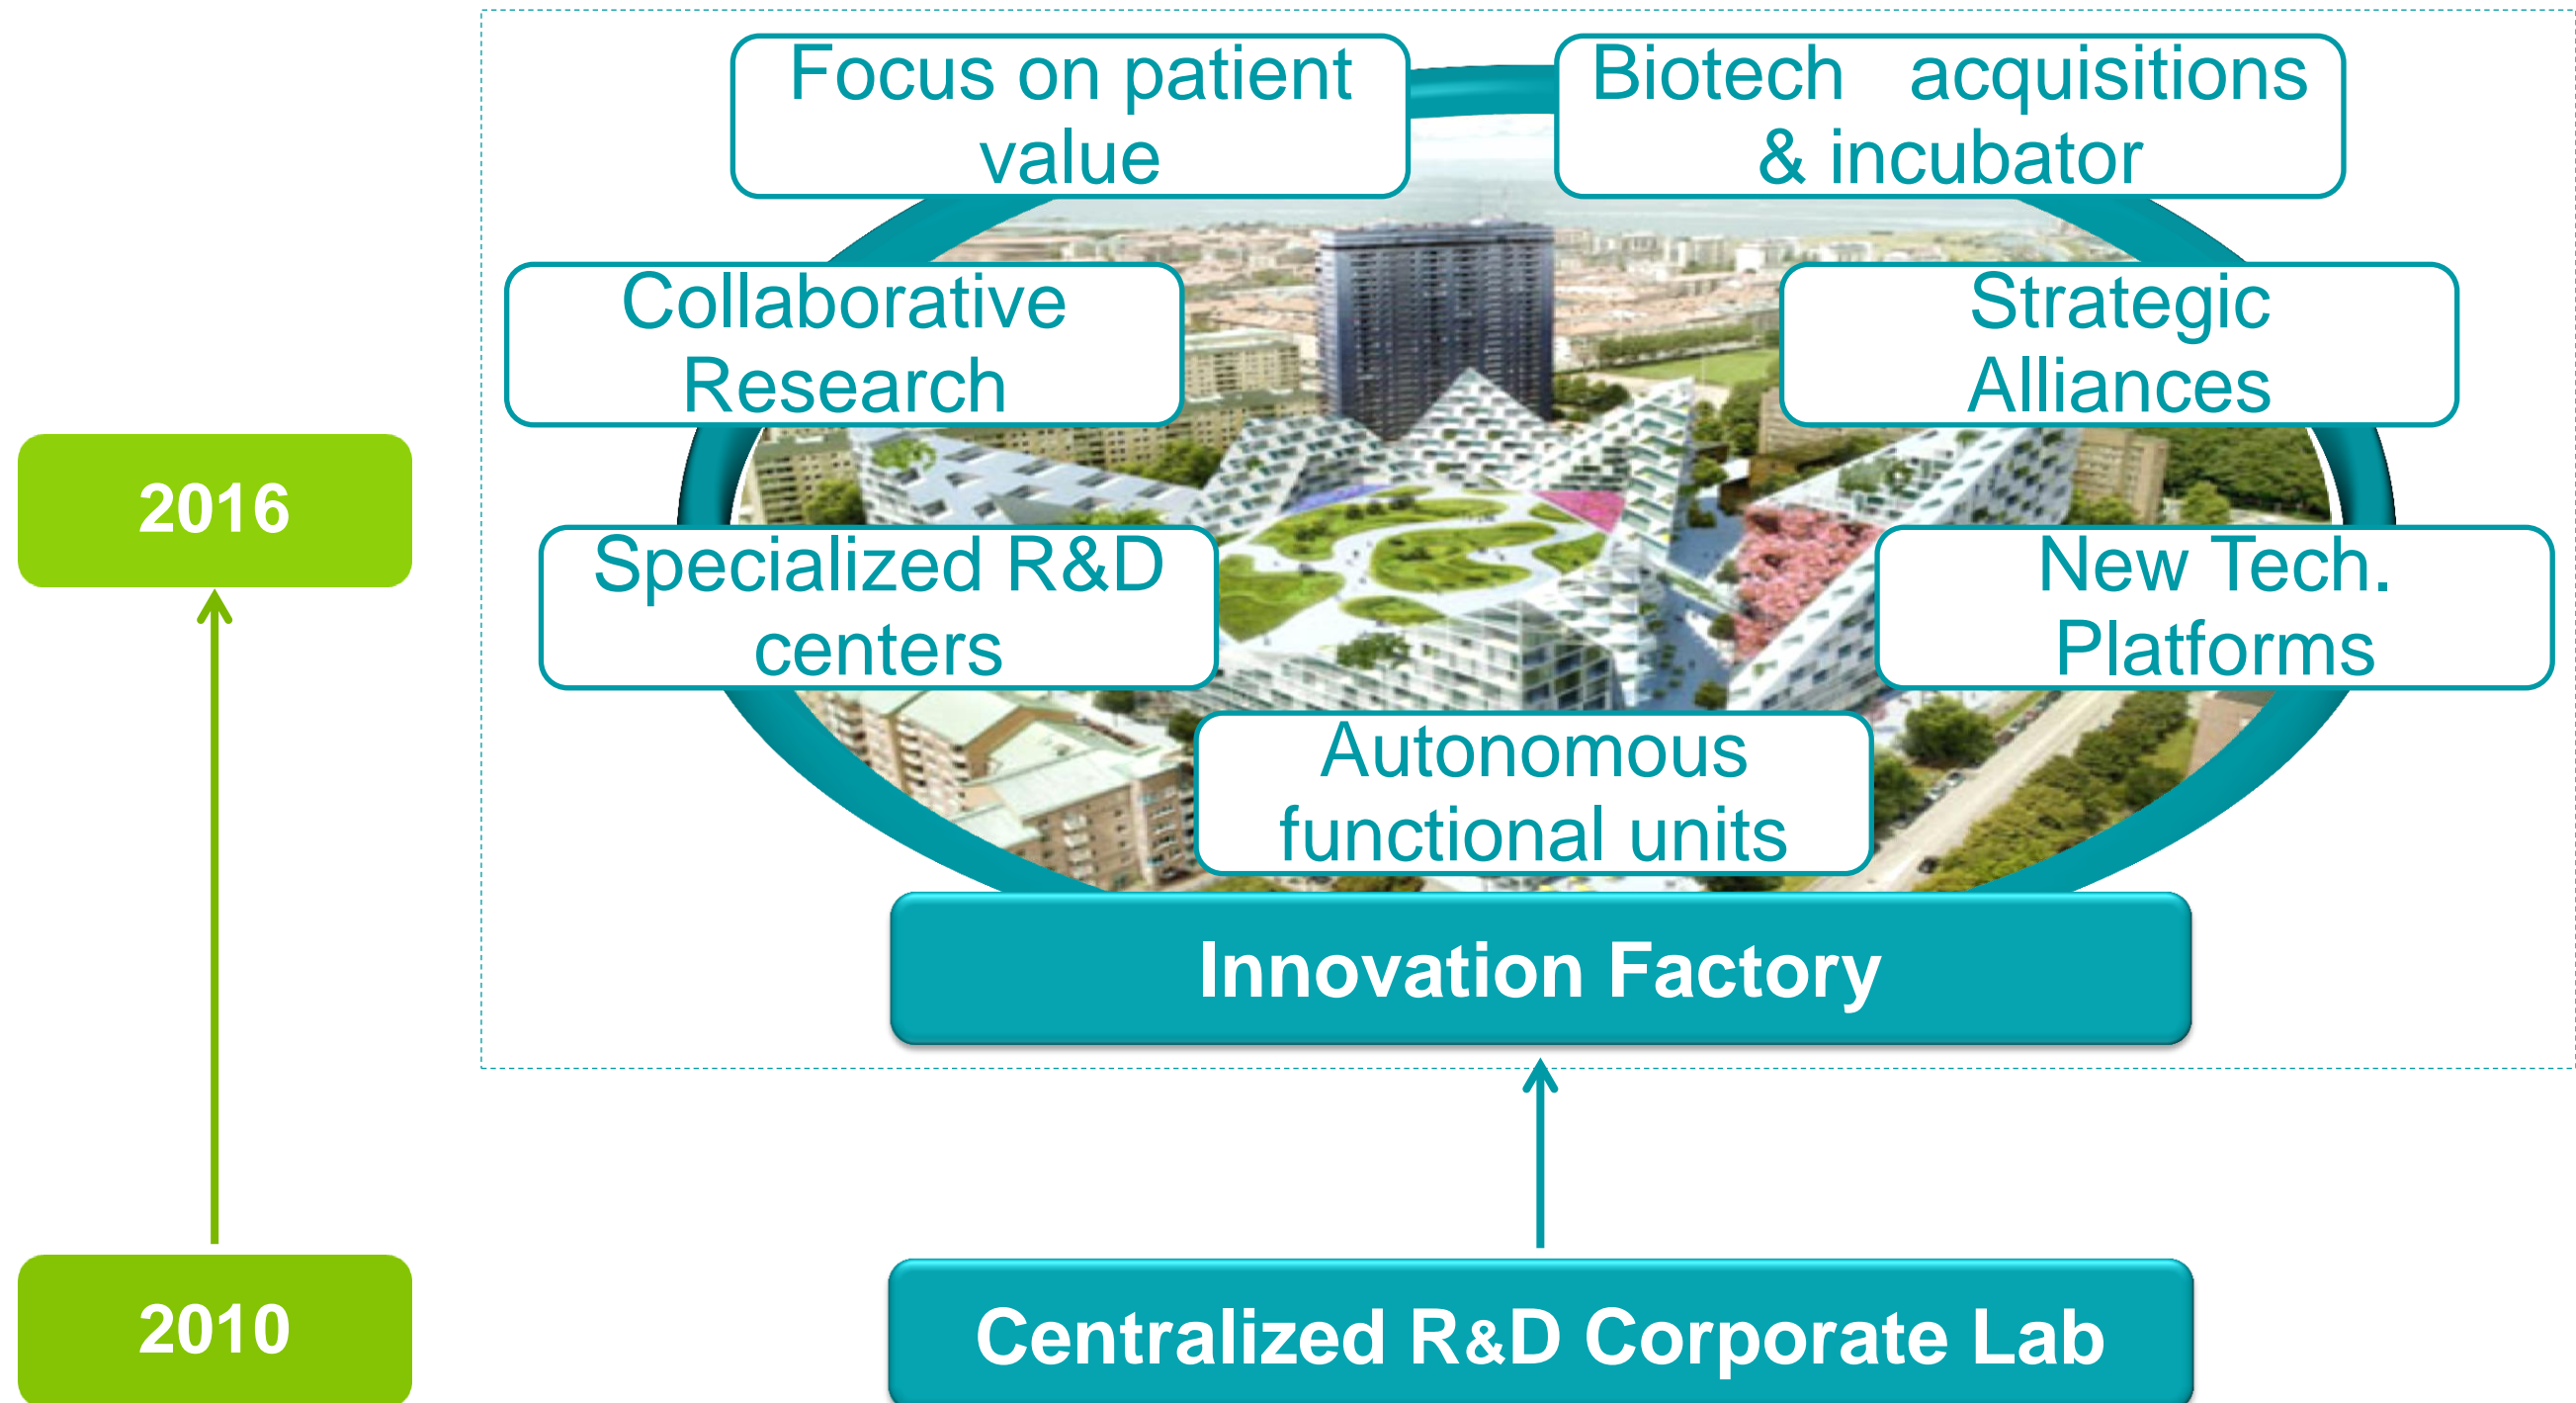 Focus on patient
value
Biotech acquisitions
& incubator
Collaborative
Research
Strategic
Alliances
2016
Specialized R&D
centers
New Tech.
Platforms
Autonomous
functional units
Innovation Factory
2010
Centralized R&D Corporate Lab